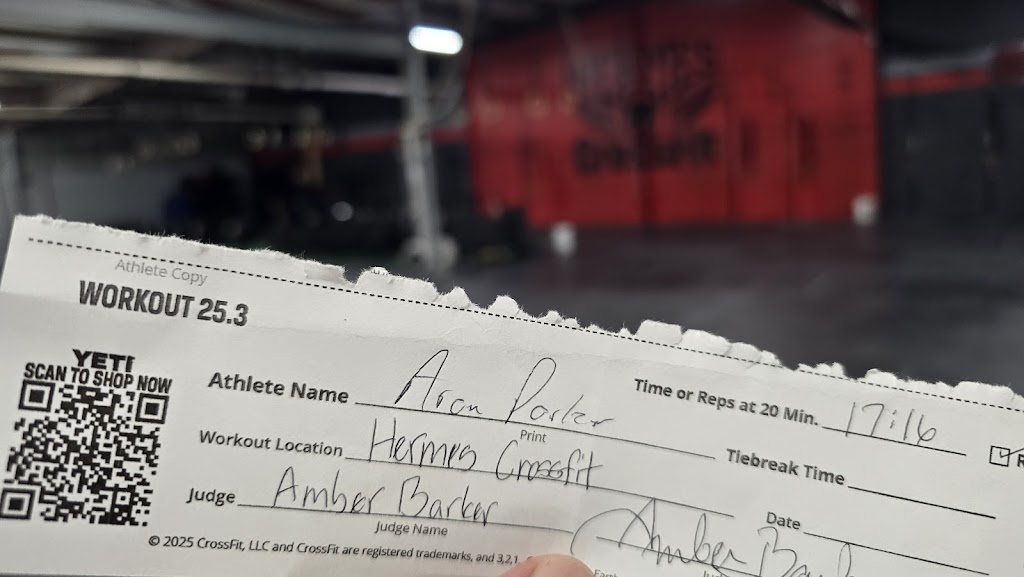 Athlete Copy
WORKOUT 25.3
YETI
SCAN TO SHOP NOW
Athlete Name Aron Parker
Print
Time or Reps at 20 Min. 17:16
Workout Location Hermes Crossfit
Tiebreak Time
Judge Amber Barker
Judge Name
Date
Amber
© 2025 CrossFit, LLC and CrossFit are registered trademarks, and 3,2,1
CrossFit